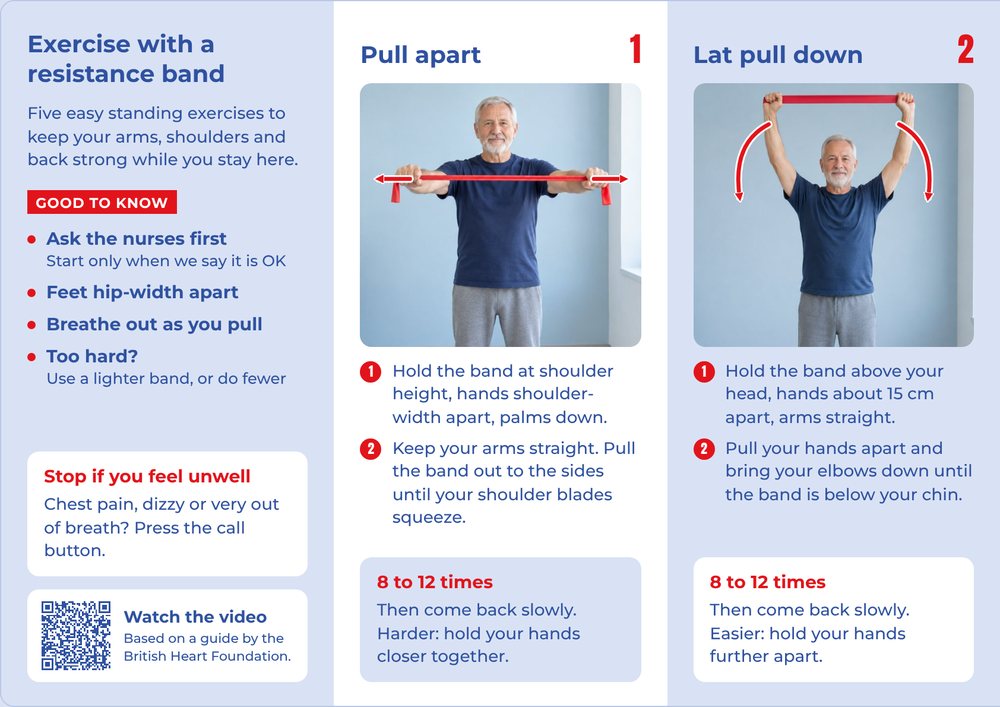 Exercise with a
resistance band
Five easy standing exercises to
keep your arms, shoulders and
back strong while you stay here.
GOOD TO KNOW
Ask the nurses first
Start only when we say it is OK
Feet hip-width apart
Breathe out as you pull
Too hard?
Use a lighter band, or do fewer
Stop if you feel unwell
Chest pain, dizzy or very out
of breath? Press the call
button.
Watch the video
Based on a guide by the
British Heart Foundation.
Pull apart
1
1 Hold the band at shoulder
height, hands shoulder-
width apart, palms down.
2 Keep your arms straight. Pull
the band out to the sides
until your shoulder blades
squeeze.
8 to 12 times
Then come back slowly.
Harder: hold your hands
closer together.
Lat pull down
2
1 Hold the band above your
head, hands about 15 cm
apart, arms straight.
2 Pull your hands apart and
bring your elbows down until
the band is below your chin.
8 to 12 times
Then come back slowly.
Easier: hold your hands
further apart.